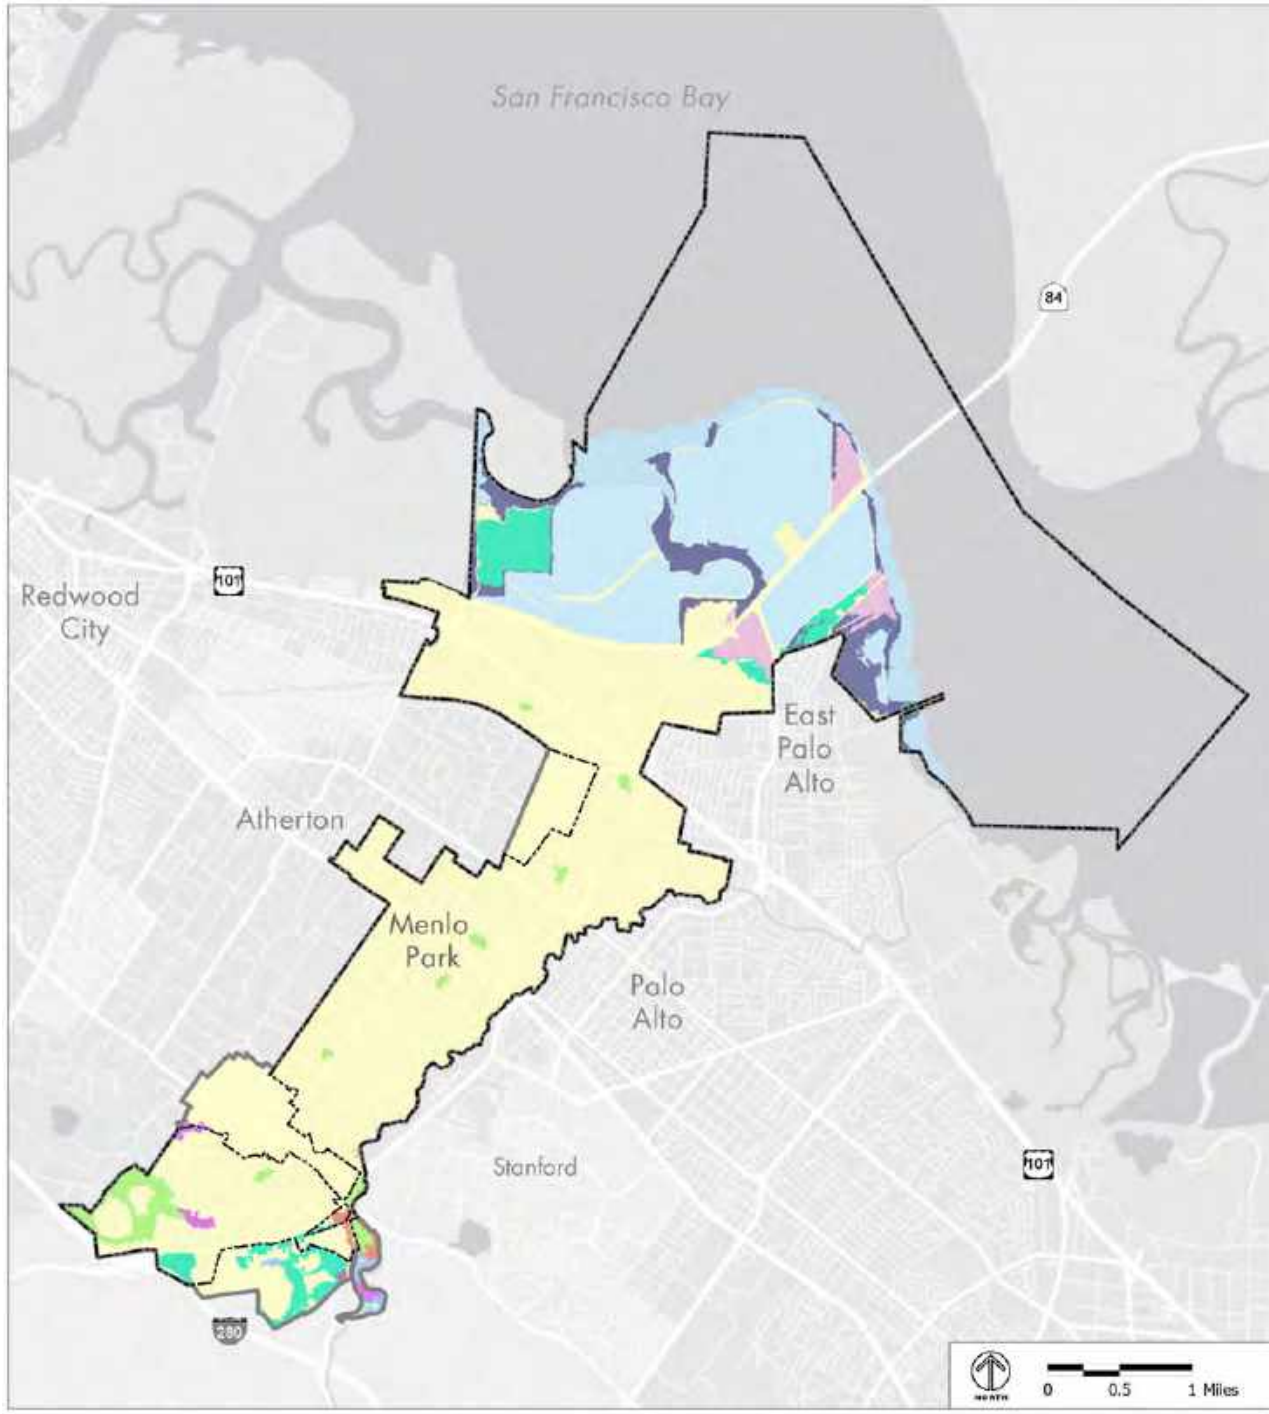 San Francisco Bay
84
101
Redwood
City
East
Palo
Alto
Atherton
Menlo
Park
Palo
Alto
Stanford
101
280
NORTH
0 0.5 1 Miles